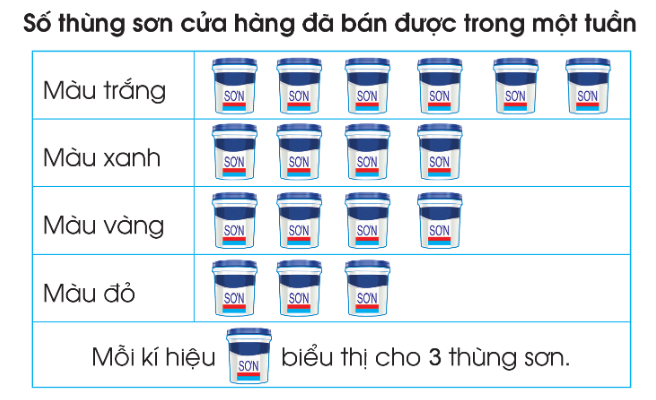 Số thùng sơn cửa hàng đã bán được trong một tuần
Màu trắng SƠN SƠN SƠN SƠN SƠN SƠN
Màu xanh SƠN SƠN SƠN SƠN
Màu vàng SƠN SƠN SƠN SƠN
Màu đỏ SƠN SƠN SƠN
Mỗi kí hiệu SƠN biểu thị cho 3 thùng sơn.